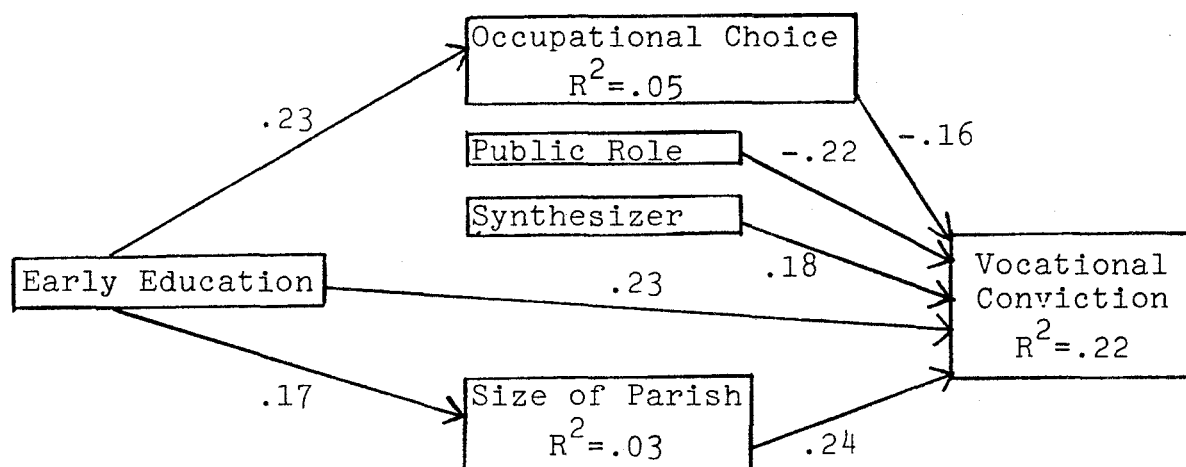 Occupational Choice
R²=.05
.23
-.16
Public Role
-.22
Synthesizer
.18
Early Education
.23
Vocational
Conviction
R²=.22
.17
Size of Parish
R²=.03
.24